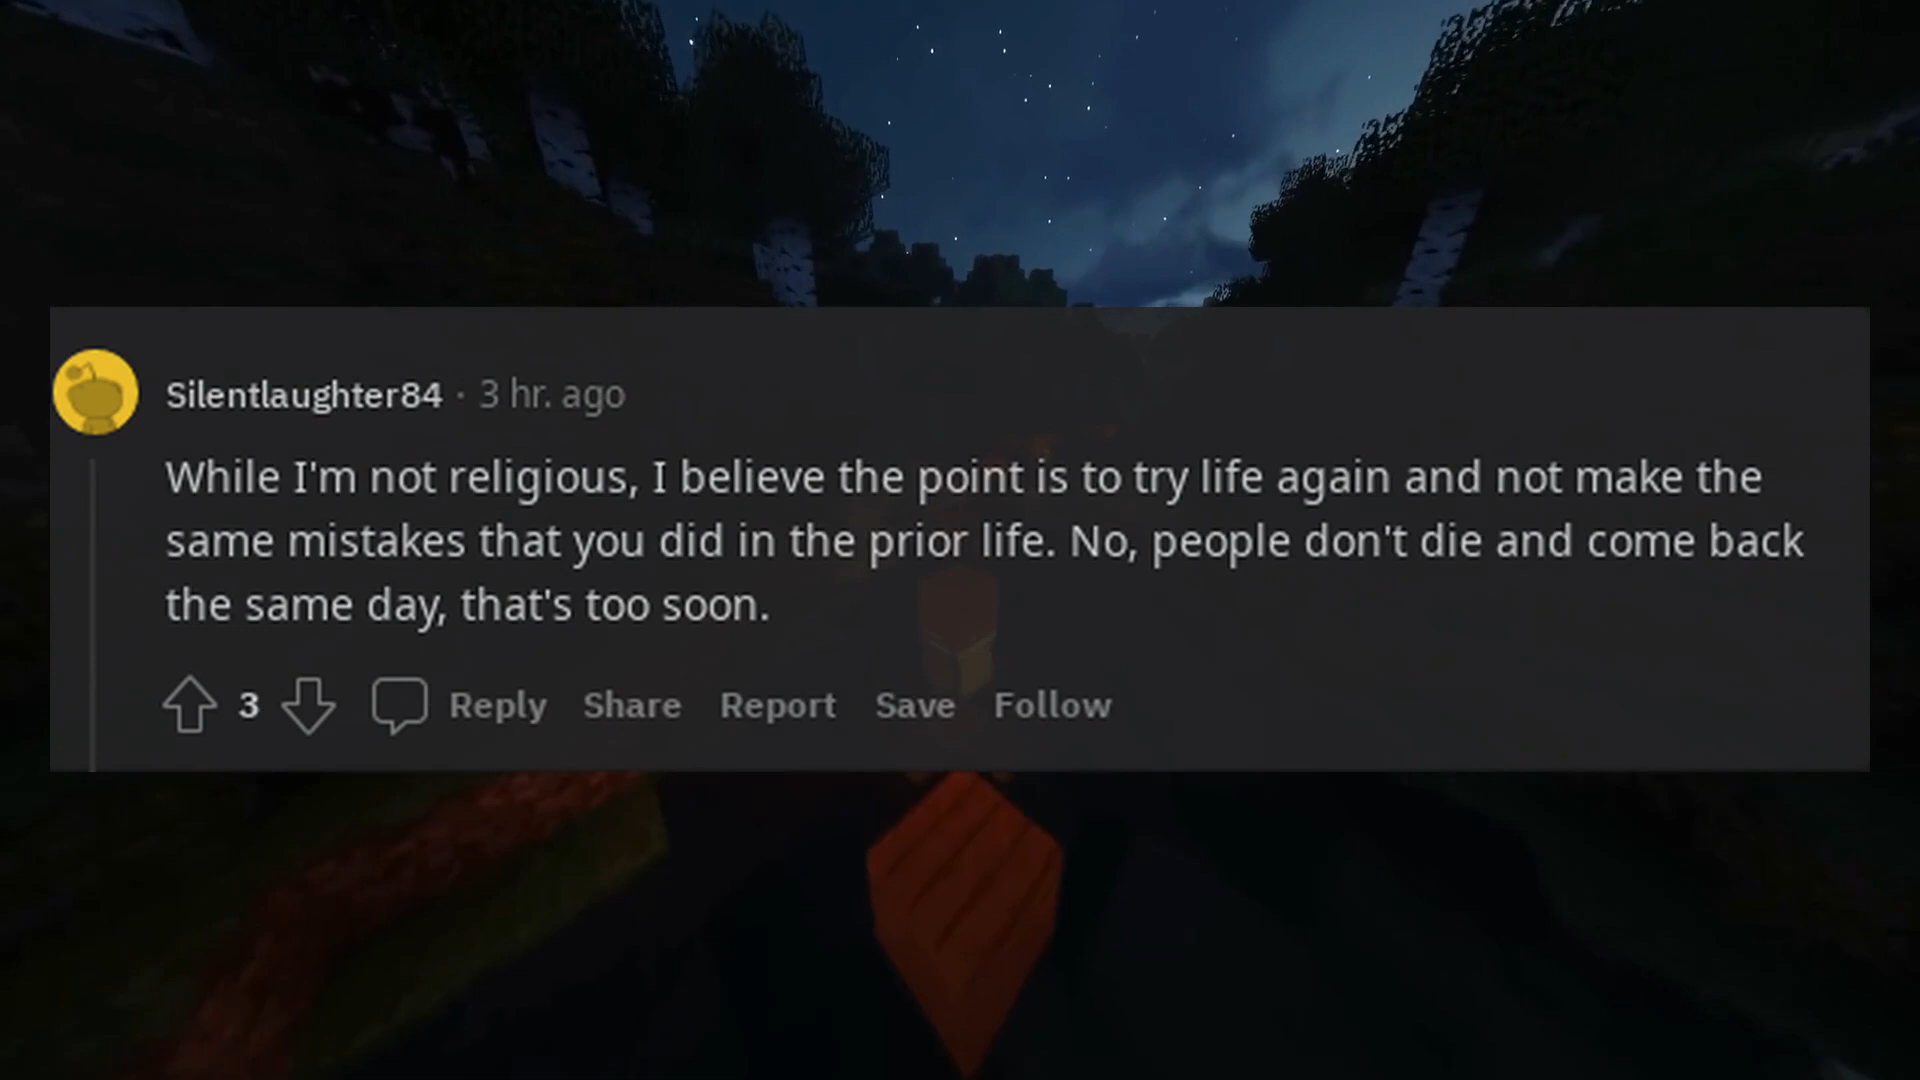 Silentlaughter84 · 3 hr. ago
While I'm not religious, I believe the point is to try life again and not make the
same mistakes that you did in the prior life. No, people don't die and come back
the same day, that's too soon.
3 Reply Share Report Save Follow